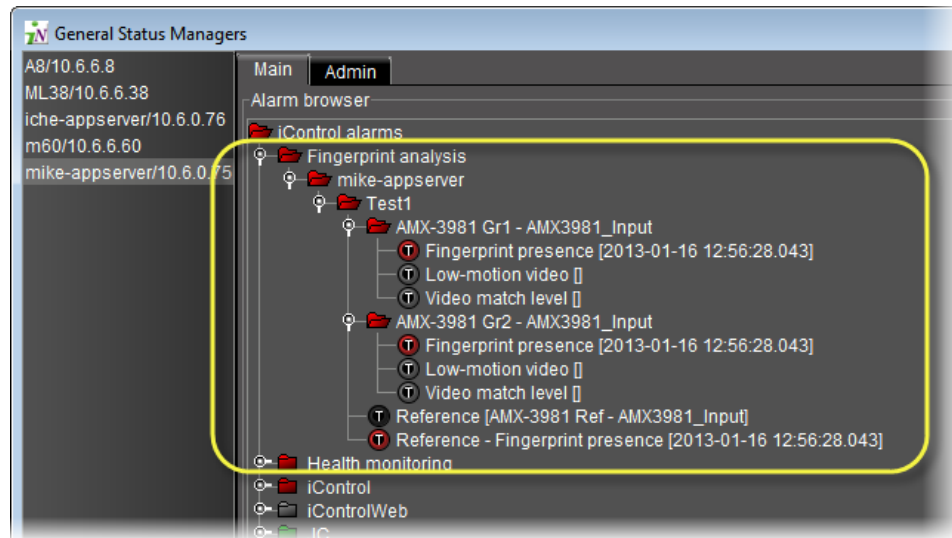 General Status Managers
A8/10.6.6.8
ML38/10.6.6.38
iche-appserver/10.6.0.76
m60/10.6.6.60
mike-appserver/10.6.0.75
Main Admin
Alarm browser
iControl alarms
Fingerprint analysis
mike-appserver
Test1
AMX-3981 Gr1 - AMX3981_Input
T Fingerprint presence [2013-01-16 12:56:28.043]
T Low-motion video []
T Video match level []
AMX-3981 Gr2 - AMX3981_Input
T Fingerprint presence [2013-01-16 12:56:28.043]
T Low-motion video []
T Video match level []
T Reference [AMX-3981 Ref - AMX3981_Input]
T Reference - Fingerprint presence [2013-01-16 12:56:28.043]
Health monitoring
iControl
iControlWeb